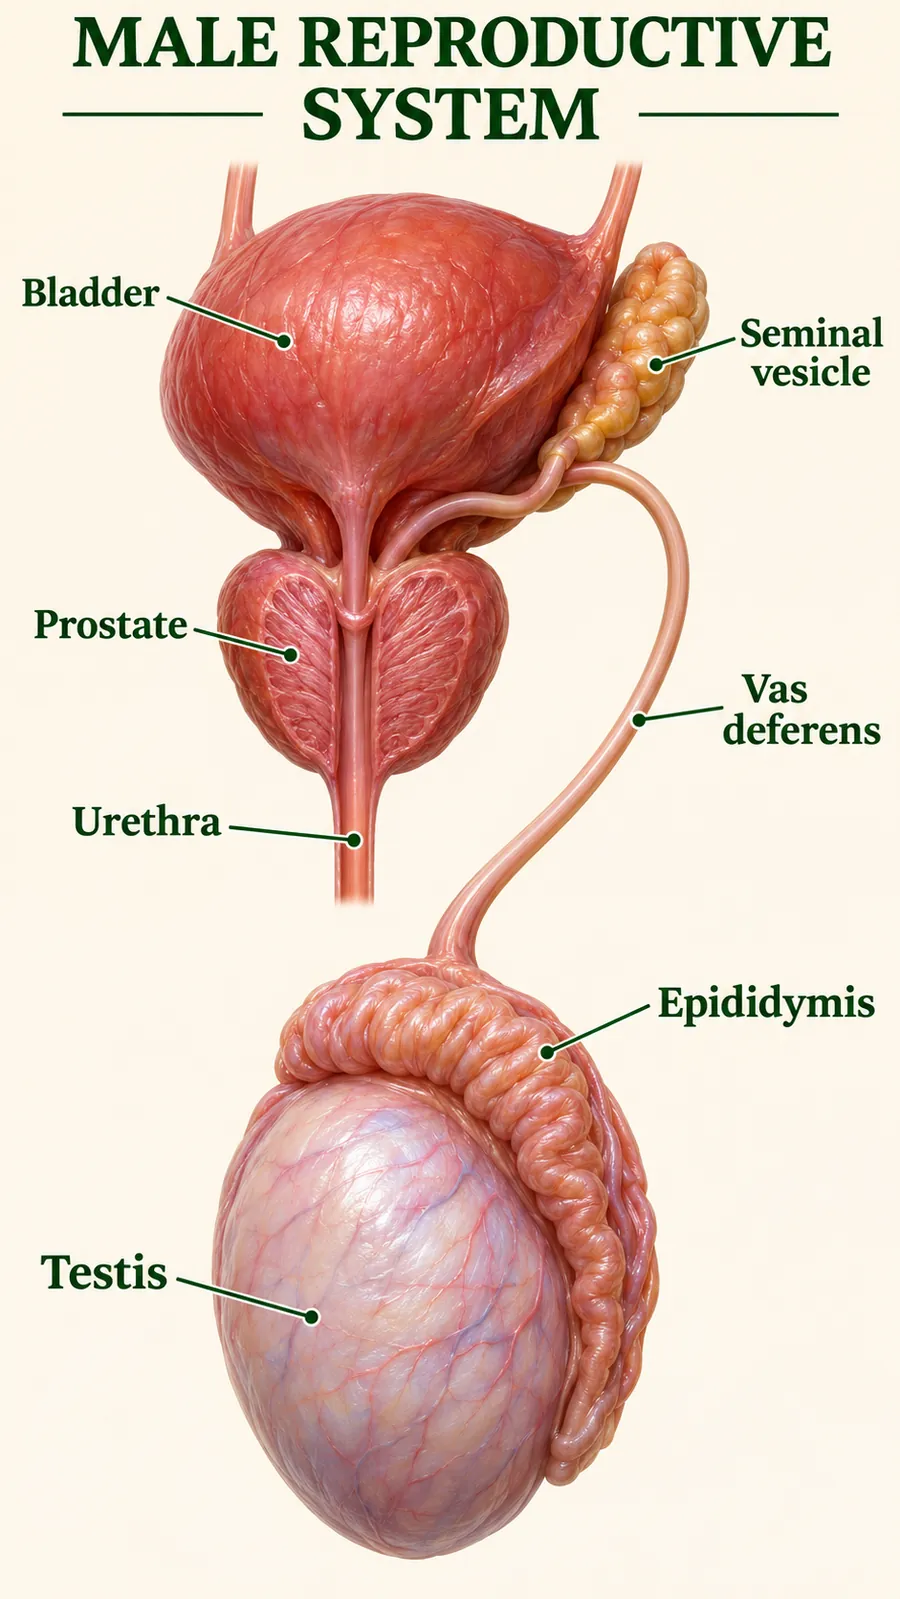 MALE REPRODUCTIVE
SYSTEM
Bladder
Seminal
vesicle
Prostate
Vas
deferens
Urethra
Epididymis
Testis